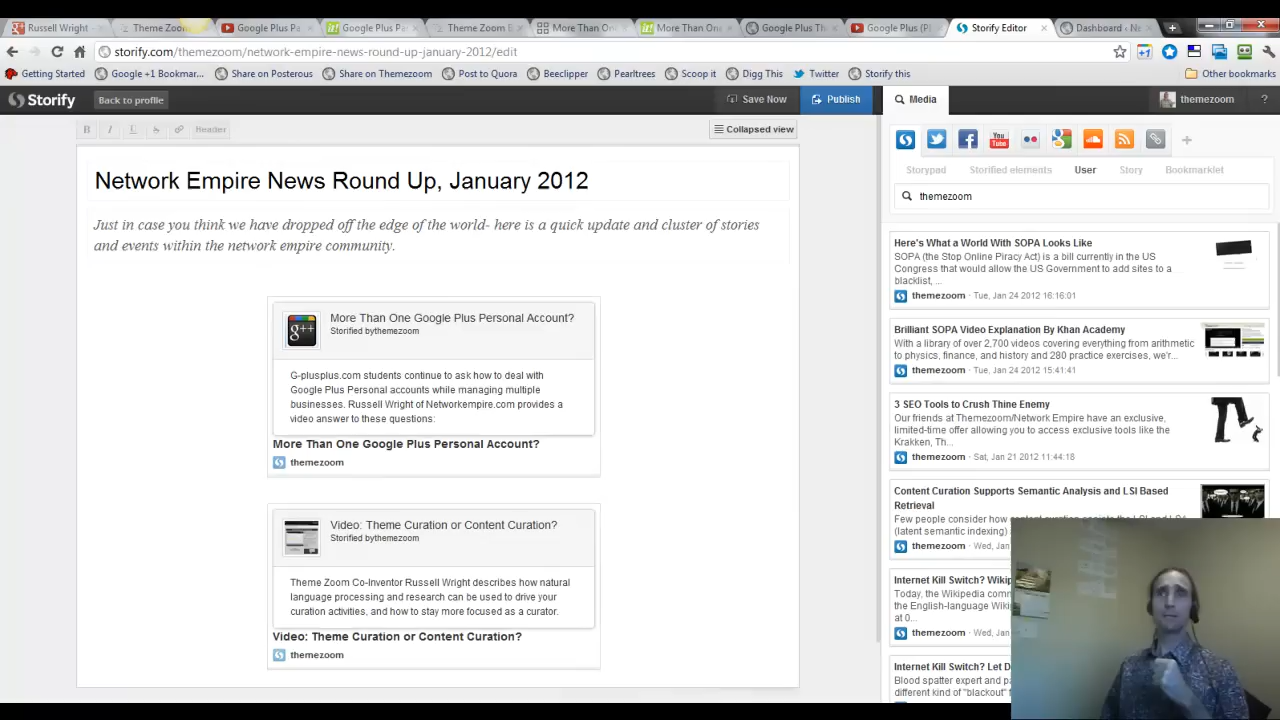 Russell Wright
Theme Zoo
Google Plus Pe
Google Plus P
Theme Zoom E
More Than One
More Than One
Google Plus Th
Google Plus (P
Storify Editor
Dashboard ‹ Ne
storify.com/themezoom/network-empire-news-round-up-january-2012/edit
Getting Started
Google +1 Bookmar...
Share on Posterous
Share on Themezoom
Post to Quora
Beeclipper
Pearltrees
Scoop it
Digg This
Twitter
Storify this
Other bookmarks
Storify
Back to profile
Save Now
Publish
Media
themezoom
?
B I U S Header
Collapsed view
Network Empire News Round Up, January 2012
Just in case you think we have dropped off the edge of the world- here is a quick update and cluster of stories
and events within the network empire community.
g++
More Than One Google Plus Personal Account?
Storified bythemezoom
G-plusplus.com students continue to ask how to deal with
Google Plus Personal accounts while managing multiple
businesses. Russell Wright of Networkempire.com provides a
video answer to these questions:
More Than One Google Plus Personal Account?
themezoom
Video: Theme Curation or Content Curation?
Storified bythemezoom
Theme Zoom Co-Inventor Russell Wright describes how natural
language processing and research can be used to drive your
curation activities, and how to stay more focused as a curator.
Video: Theme Curation or Content Curation?
themezoom
You Tube
Storypad
Storified elements
User
Story
Bookmarklet
themezoom
Here's What a World With SOPA Looks Like
SOPA (the Stop Online Piracy Act) is a bill currently in the US
Congress that would allow the US Government to add sites to a
blacklist, ...
themezoom · Tue, Jan 24 2012 16:16:01
Brilliant SOPA Video Explanation By Khan Academy
With a library of over 2,700 videos covering everything from arithmetic
to physics, finance, and history and 280 practice exercises, we'r...
themezoom · Tue, Jan 24 2012 15:41:41
3 SEO Tools to Crush Thine Enemy
Our friends at Themezoom/Network Empire have an exclusive,
limited-time offer allowing you to access exclusive tools like the
Krakken, Th...
themezoom · Sat, Jan 21 2012 11:44:18
Content Curation Supports Semantic Analysis and LSI Based
Retrieval
Few people consider how content curation
(latent semantic indexing)
themezoom · Wed, Jan
Internet Kill Switch? Wikip
Today, the Wikipedia comm
the English-language Wiki
at 0...
themezoom · Wed, Jan
Internet Kill Switch? Let D
Blood spatter expert and pa
different kind of "blackout"